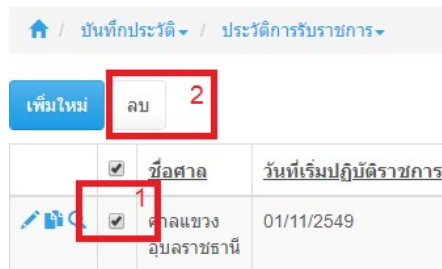 / บันทึกประวัติ / ประวัติการรับราชการ
เพิ่มใหม่ ลบ 2
ชื่อศาล วันที่เริ่มปฏิบัติราชการ
1
ศาลแขวง 01/11/2549
อุบลราชธานี